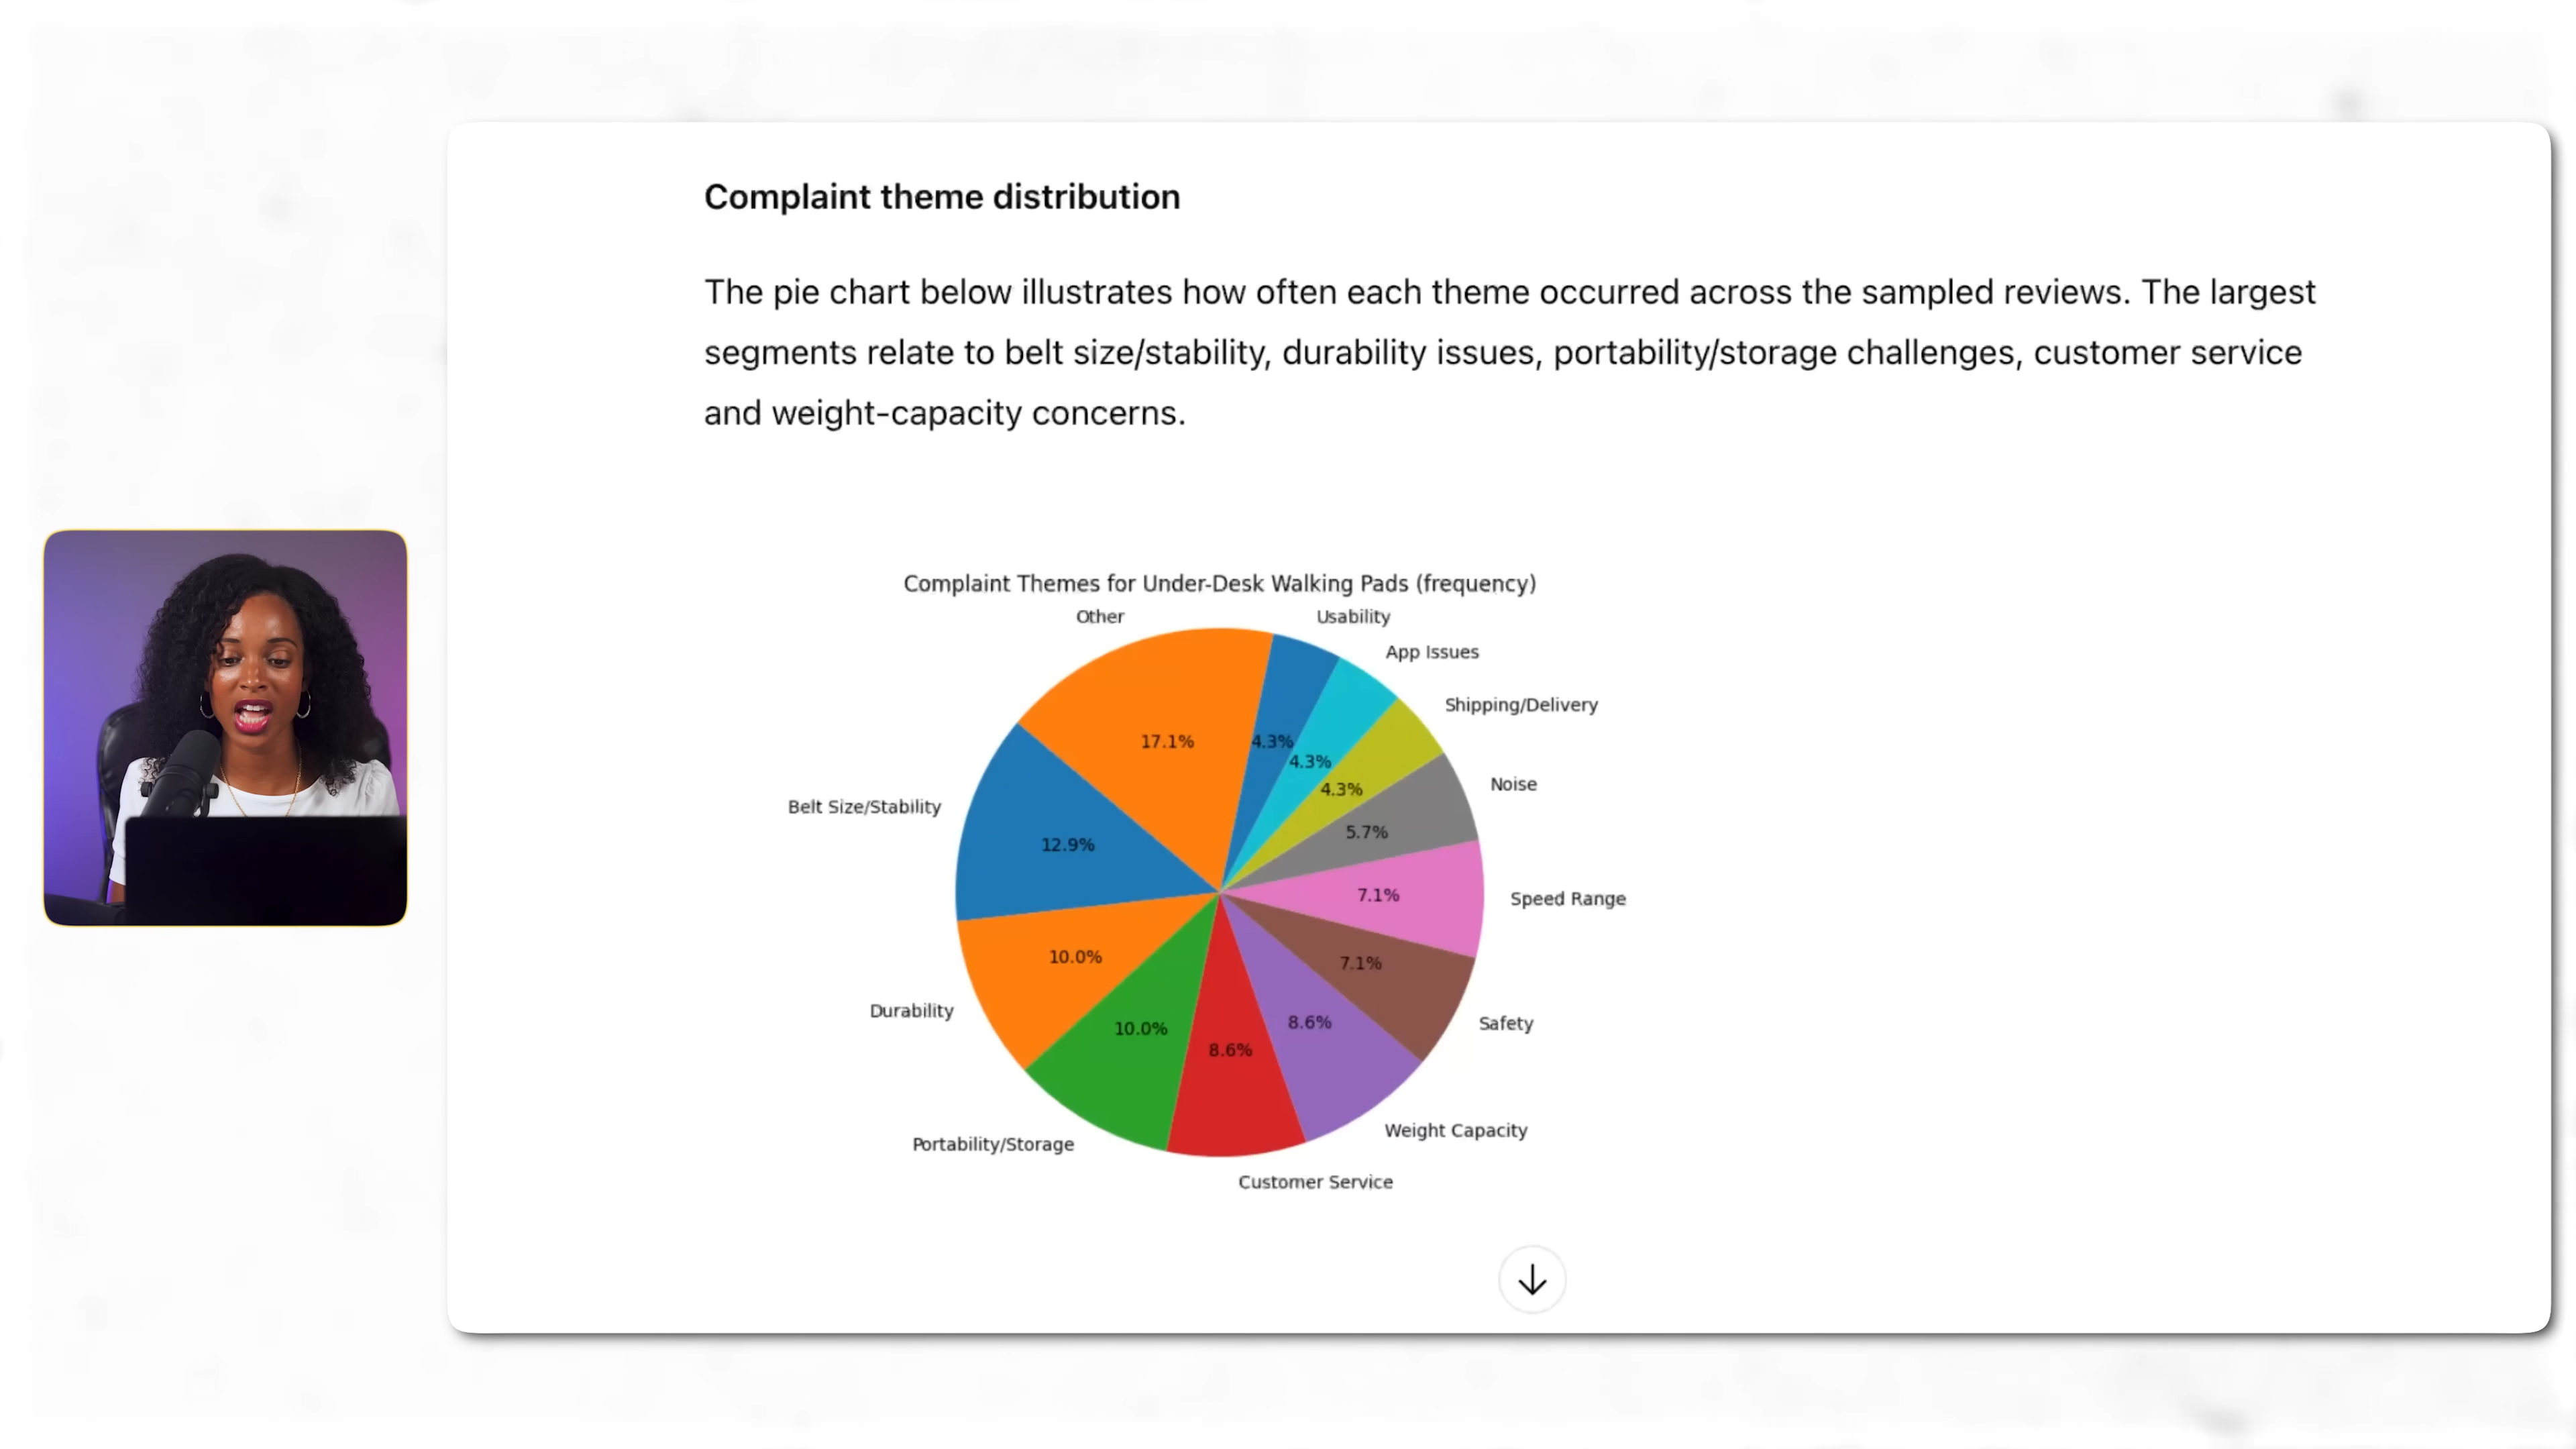 Complaint theme distribution
The pie chart below illustrates how often each theme occurred across the sampled reviews. The largest
segments relate to belt size/stability, durability issues, portability/storage challenges, customer service
and weight-capacity concerns.
Complaint Themes for Under-Desk Walking Pads (frequency)
Other
Usability
App Issues
Shipping/Delivery
Noise
Speed Range
Safety
Weight Capacity
Customer Service
Portability/Storage
Durability
Belt Size/Stability
17.1%
4.3%
4.3%
4.3%
5.7%
7.1%
7.1%
8.6%
8.6%
10.0%
10.0%
12.9%